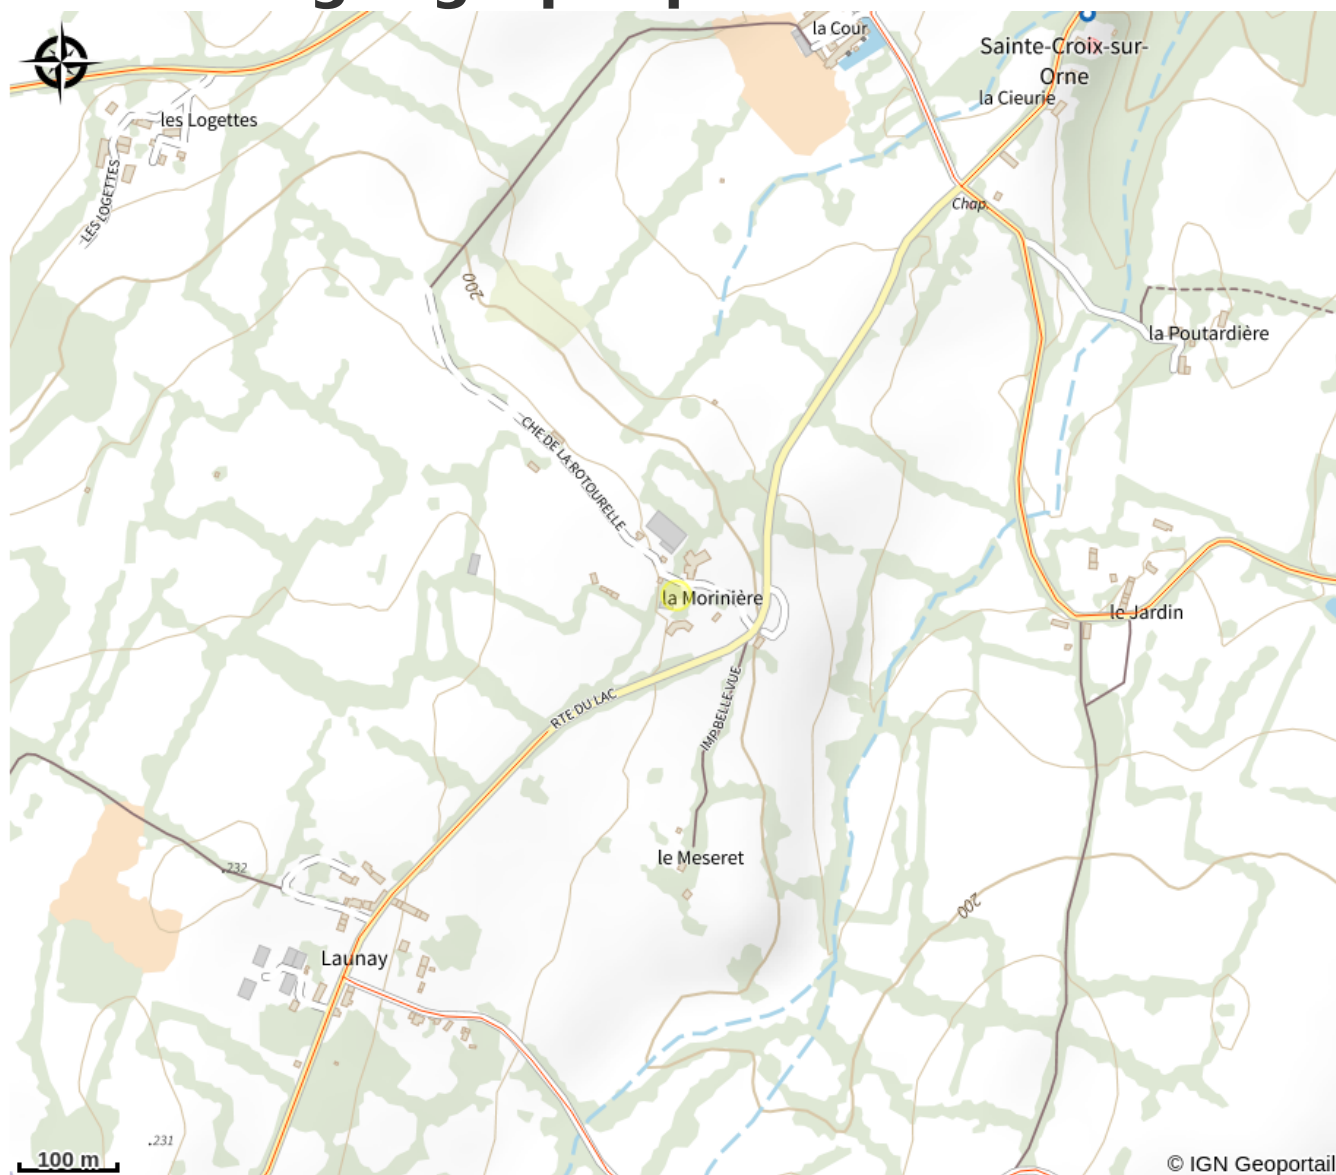 la Cour
Sainte-Croix-sur-
Orne
la Cieurie
les Logettes
LES LOGETTES
Chap.
200
la Poutardière
CHE DE LA ROTOURELLE
la Morinière
le Jardin
RTE DU LAC
IMP BELLE VUE
le Meseret
232
200
Launay
231
100 m
© IGN Geoportail